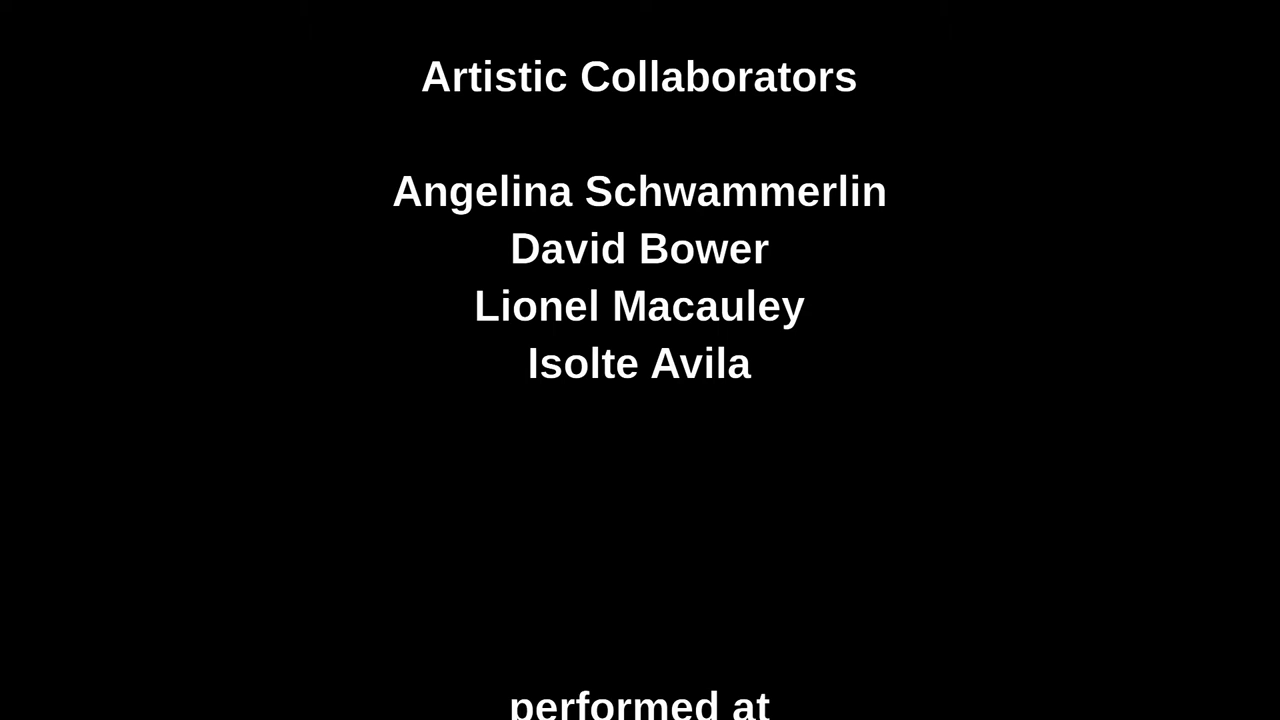 Artistic Collaborators
Angelina Schwammerlin
David Bower
Lionel Macauley
Isolte Avila
performed at